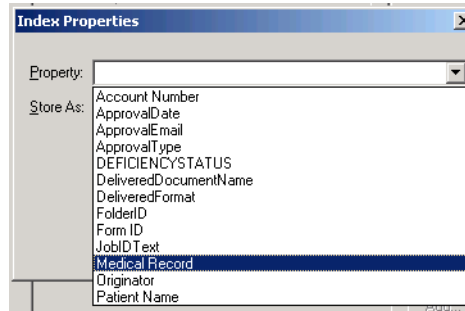 Index Properties
Property:
Store As:
Account Number
ApprovalDate
ApprovalEmail
ApprovalType
DEFICIENCYSTATUS
DeliveredDocumentName
DeliveredFormat
FolderID
Form ID
JobIDText
Medical Record
Originator
Patient Name